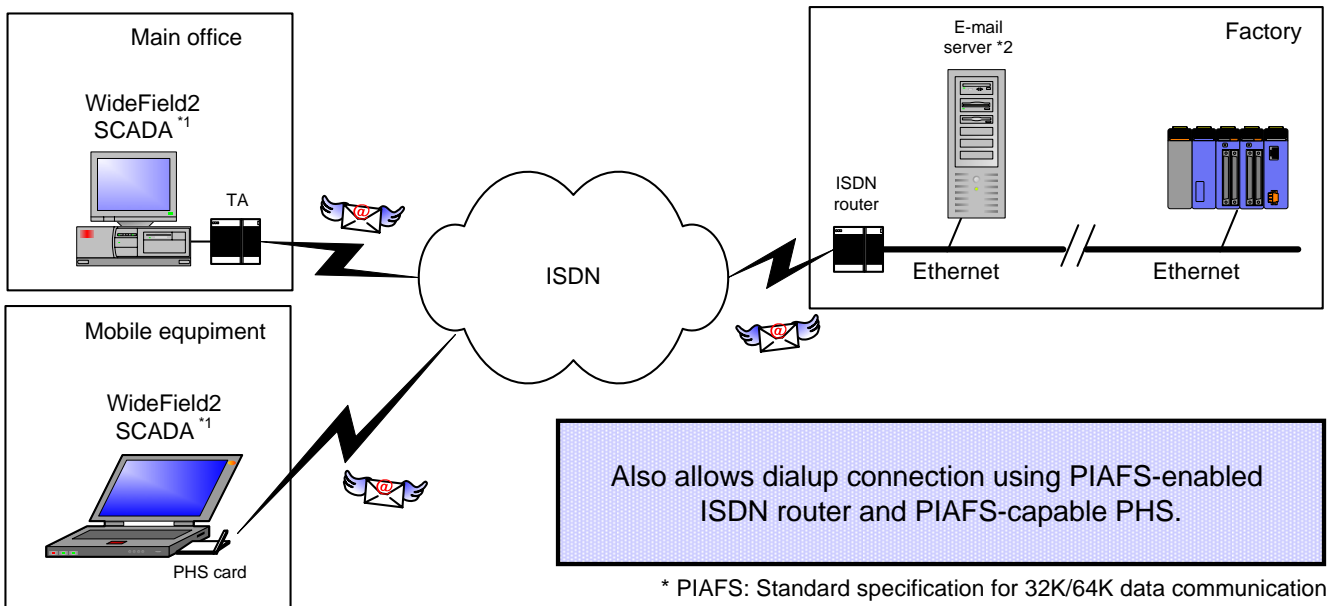 Main office
WideField2
SCADA *1
TA
Mobile equpiment
WideField2
SCADA *1
PHS card
@
@
@
ISDN
E-mail
server *2
Factory
ISDN
router
Ethernet
Ethernet
Also allows dialup connection using PIAFS-enabled
ISDN router and PIAFS-capable PHS.
* PIAFS: Standard specification for 32K/64K data communication